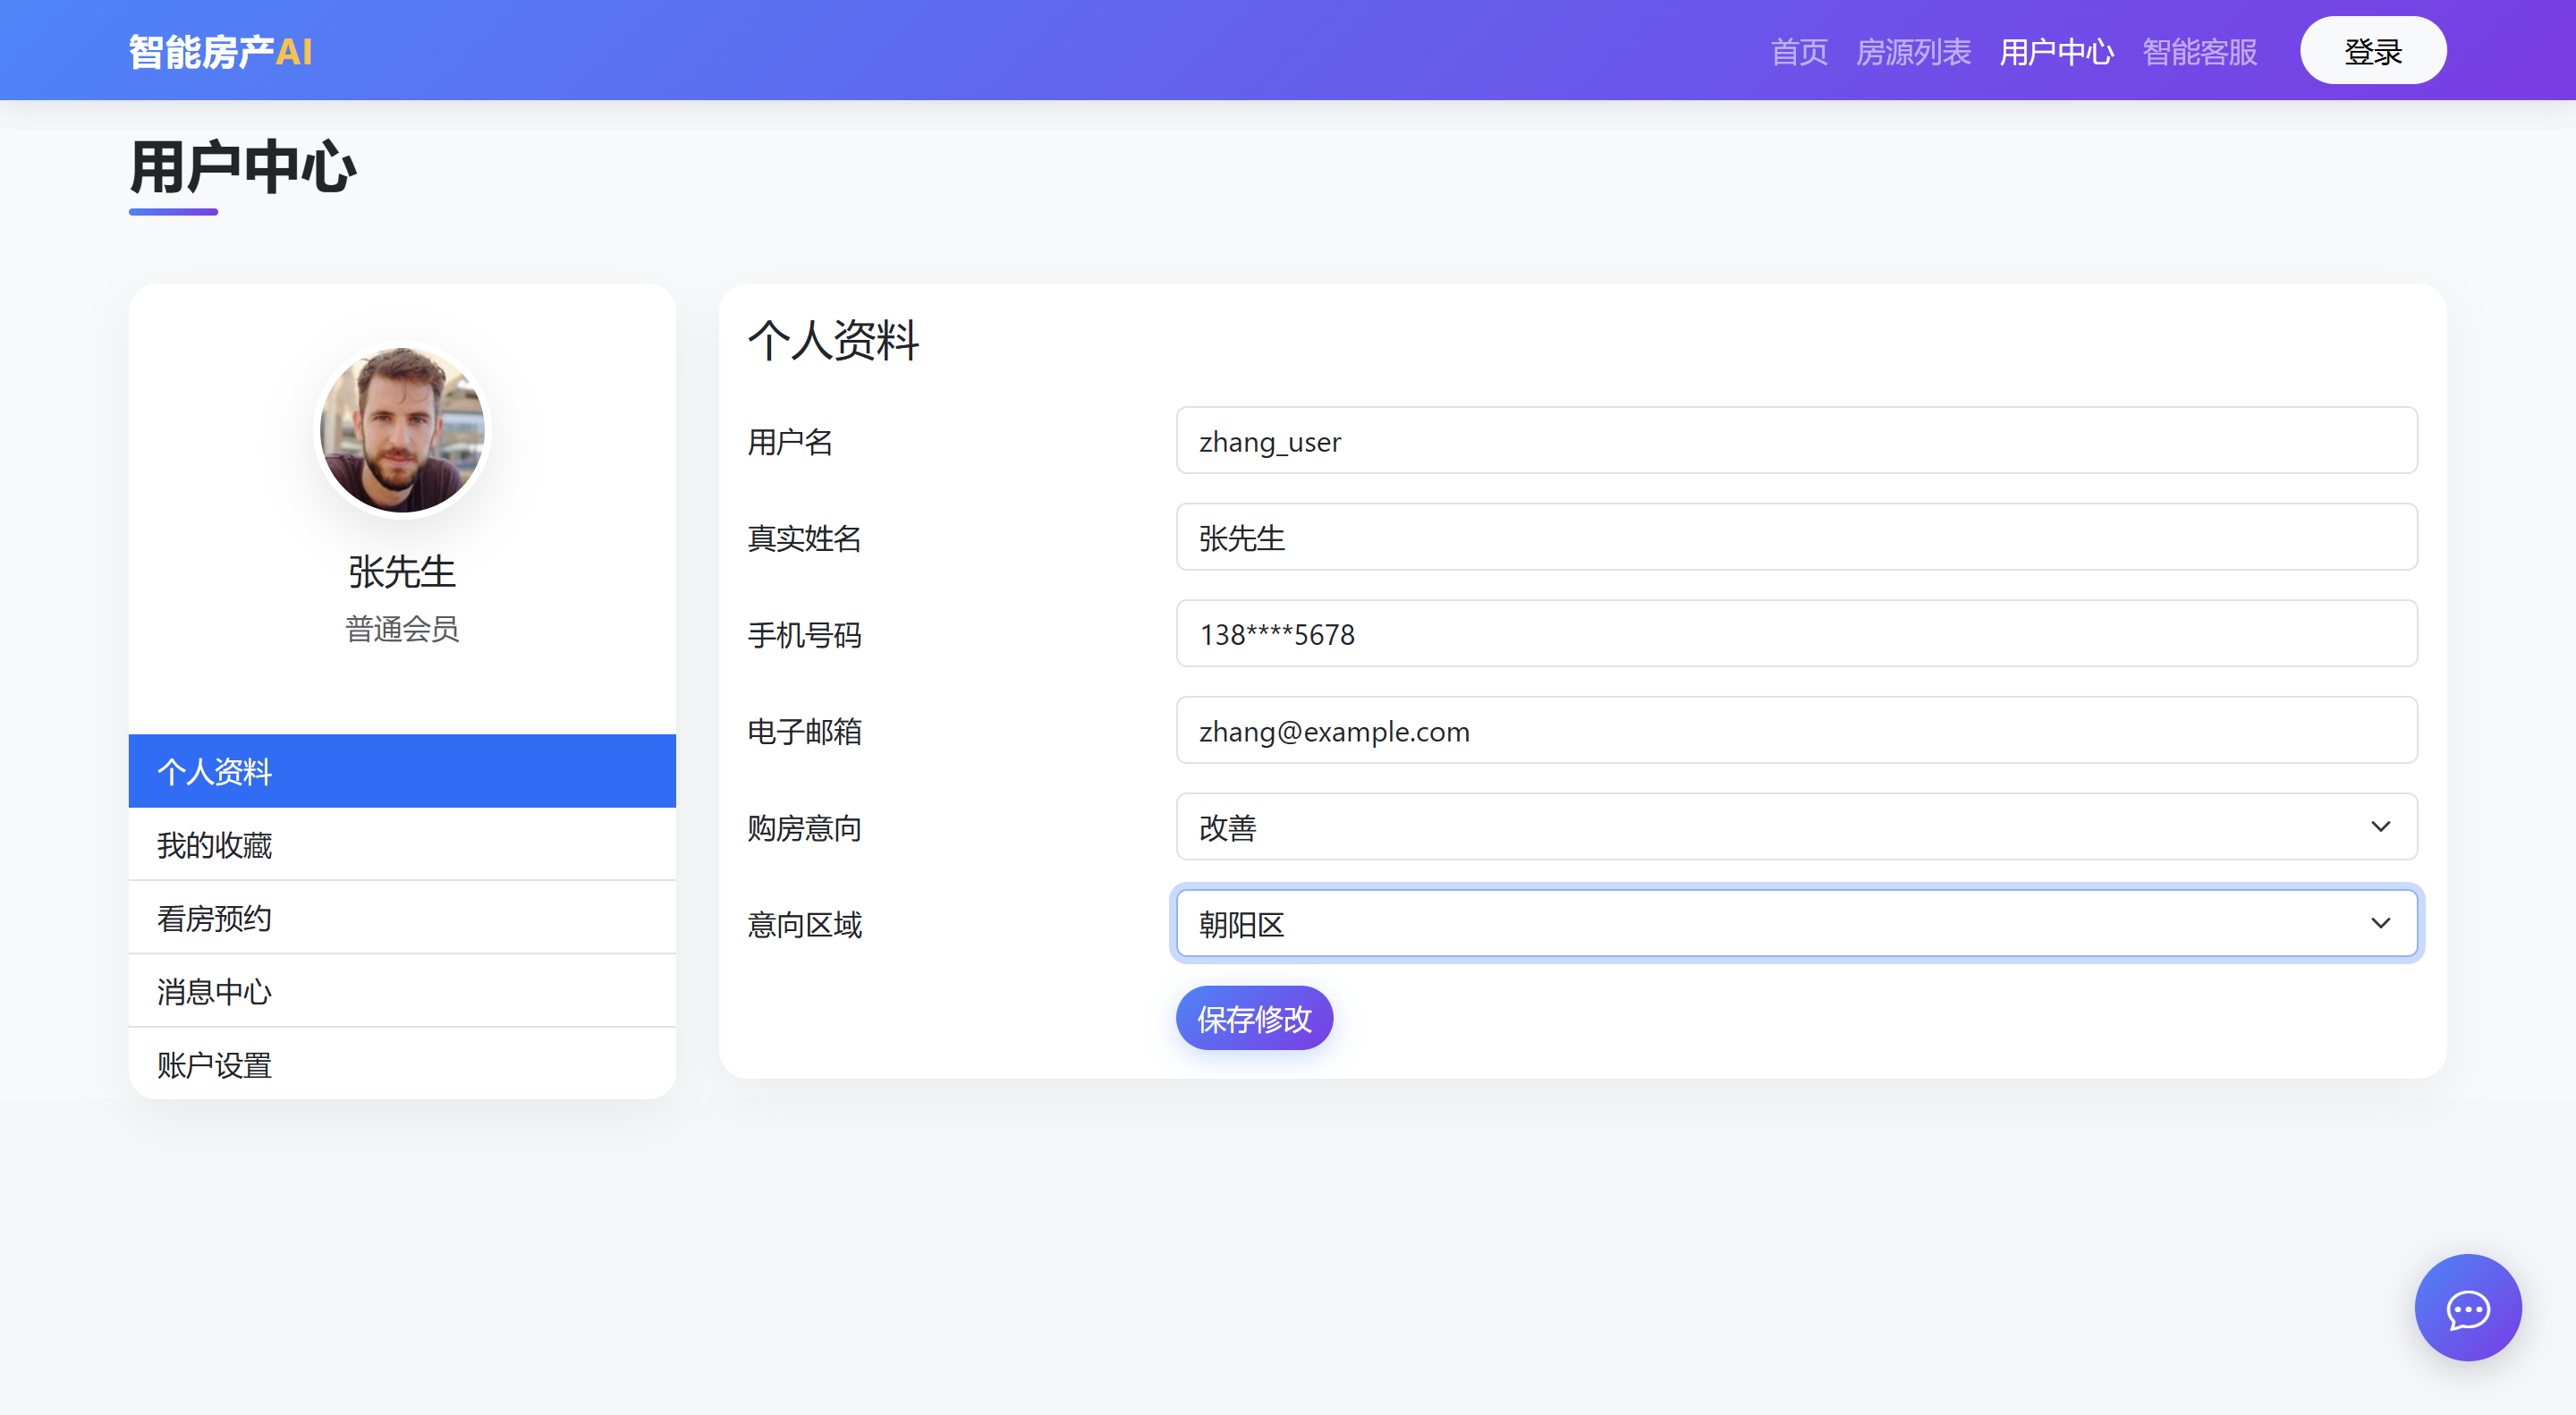 智能房产AI
首页 房源列表 用户中心 智能客服 登录
用户中心
张先生
普通会员
个人资料
我的收藏
看房预约
消息中心
账户设置
个人资料
用户名 zhang_user
真实姓名 张先生
手机号码 138****5678
电子邮箱 zhang@example.com
购房意向 改善
意向区域 朝阳区
保存修改